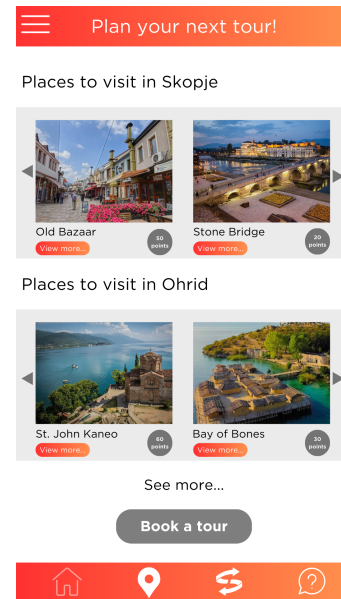 Plan your next tour!
Places to visit in Skopje
Old Bazaar
View more...
50
points
Stone Bridge
View more...
20
points
Places to visit in Ohrid
St. John Kaneo
View more...
60
points
Bay of Bones
View more...
30
points
See more...
Book a tour
?